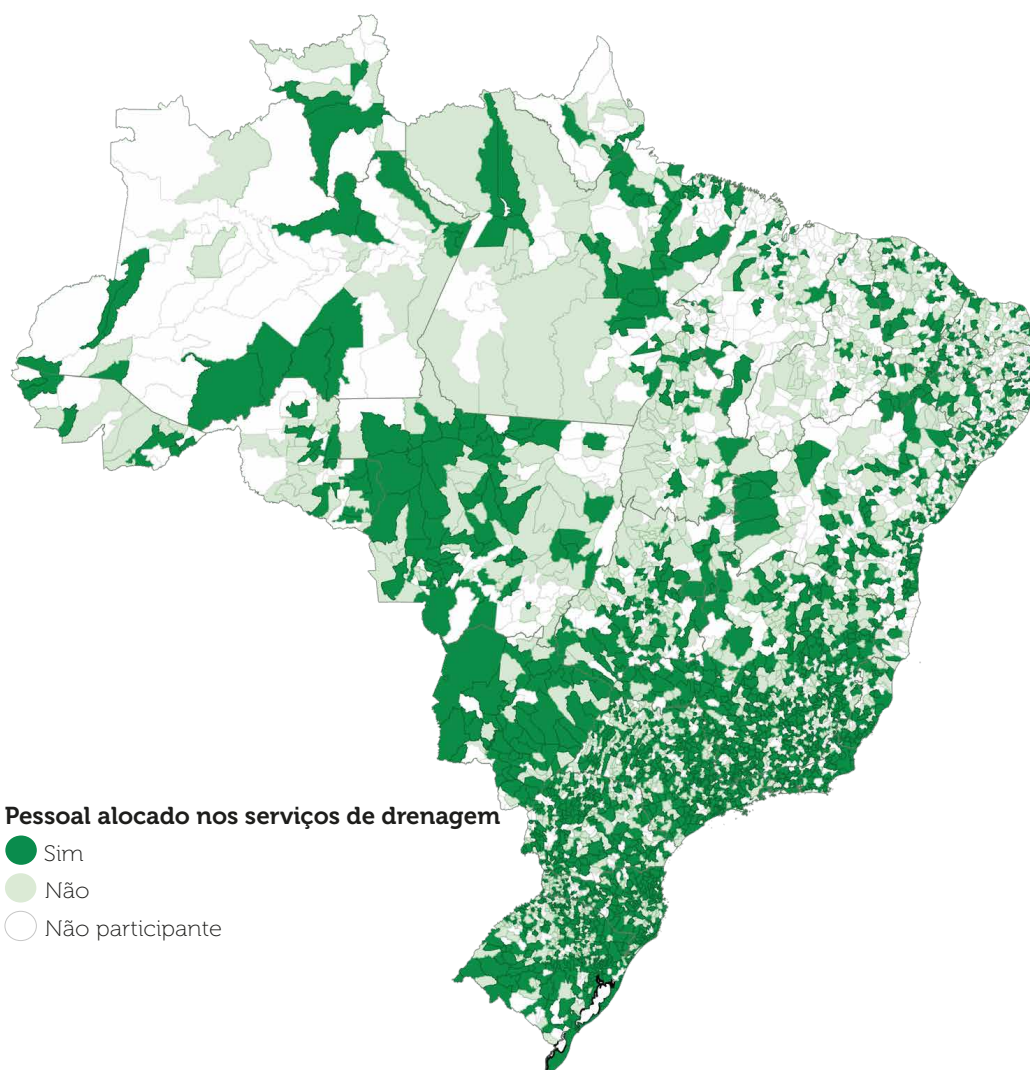 Pessoal alocado nos serviços de drenagem
Sim
Não
Não participante